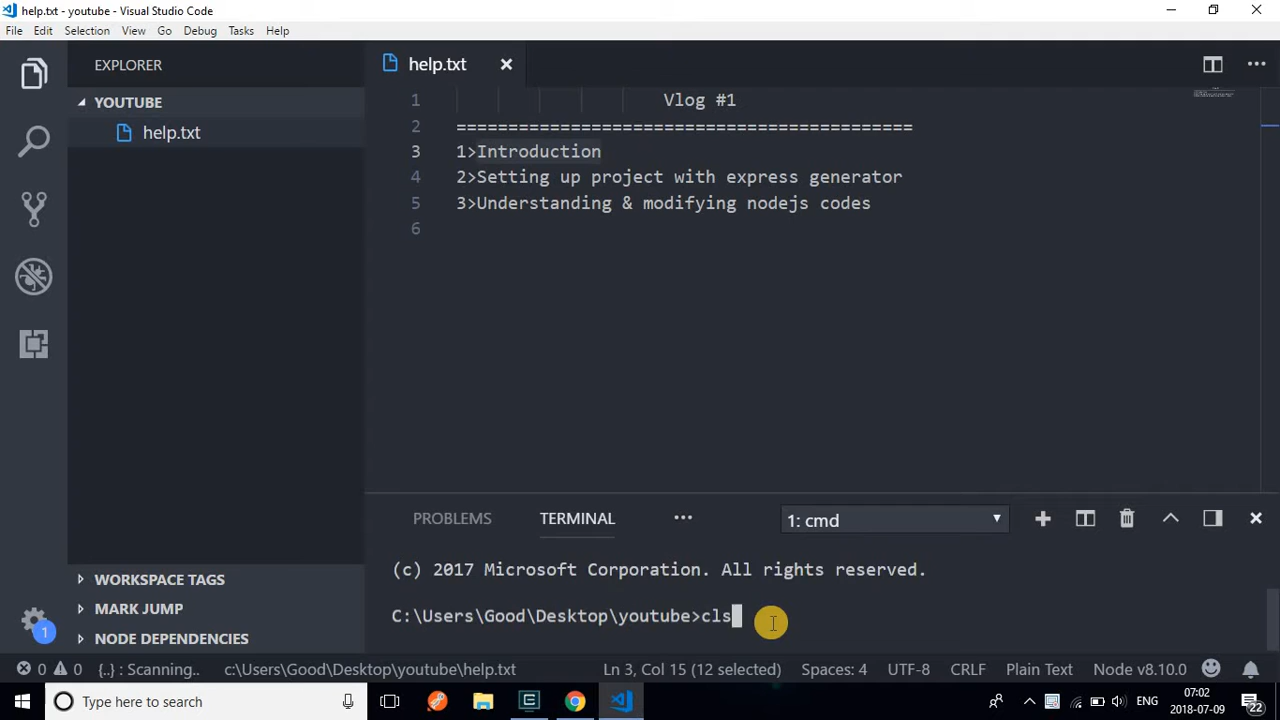 help.txt - youtube - Visual Studio Code
File Edit Selection View Go Debug Tasks Help
EXPLORER
YOUTUBE
help.txt
WORKSPACE TAGS
MARK JUMP
NODE DEPENDENCIES
1
help.txt
1 Vlog #1
2 ============================================
3 1>Introduction
4 2>Setting up project with express generator
5 3>Understanding & modifying nodejs codes
6
PROBLEMS TERMINAL ... 1: cmd
(c) 2017 Microsoft Corporation. All rights reserved.
C:\Users\Good\Desktop\youtube>cls
0 0 {..} : Scanning.. c:\Users\Good\Desktop\youtube\help.txt Ln 3, Col 15 (12 selected) Spaces: 4 UTF-8 CRLF Plain Text Node v8.10.0
Type here to search ENG 07:02
2018-07-09 22